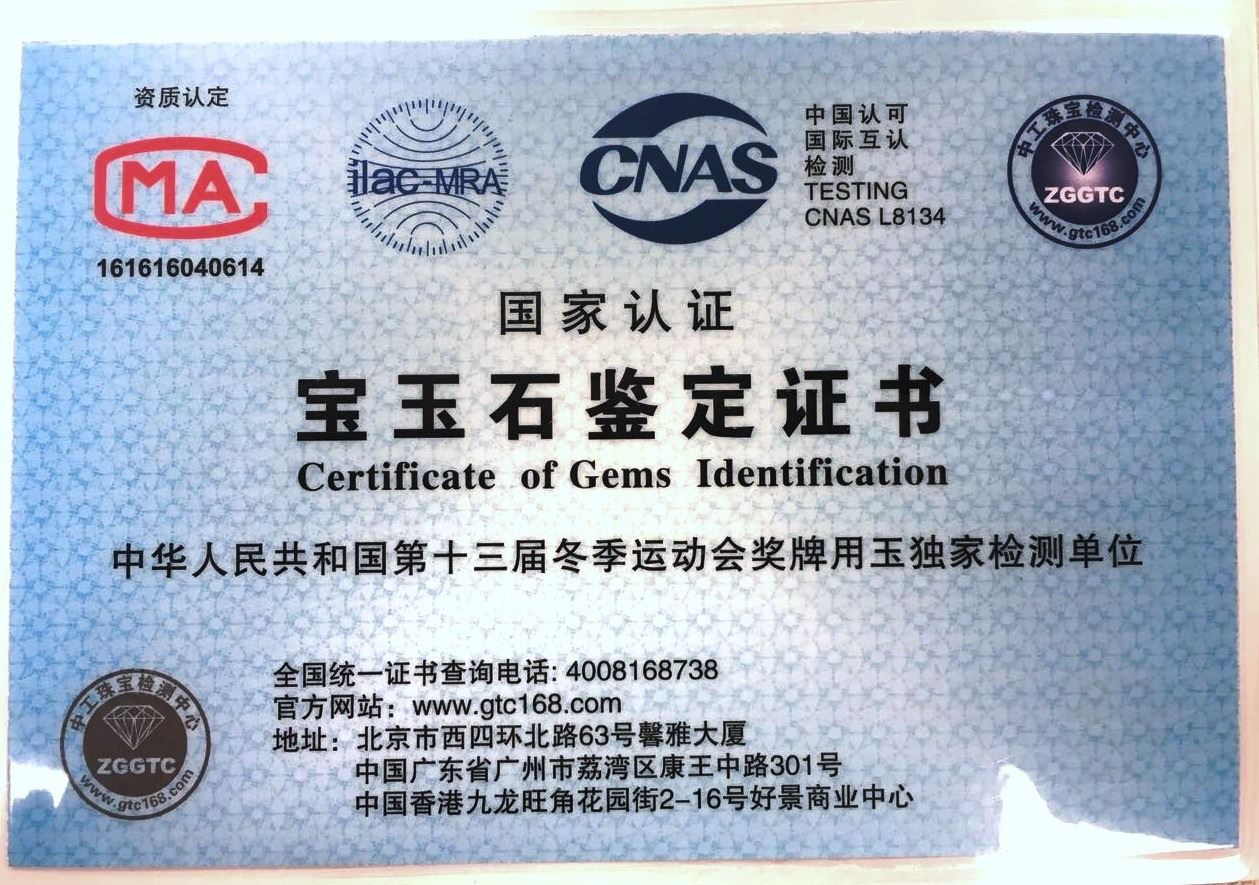 资质认定
MA
161616040614
ilac-MRA
CNAS
中国认可
国际互认
检测
TESTING
CNAS L8134
中工珠宝检测中心
ZGGTC
www.gtc168.com
国家认证
宝玉石鉴定证书
Certificate of Gems Identification
中华人民共和国第十三届冬季运动会奖牌用玉独家检测单位
全国统一证书查询电话: 4008168738
官方网站：www.gtc168.com
地址：北京市西四环北路63号馨雅大厦
中国广东省广州市荔湾区康王中路301号
中国香港九龙旺角花园街2-16号好景商业中心
中工珠宝检测中心
ZGGTC
www.gtc168.com